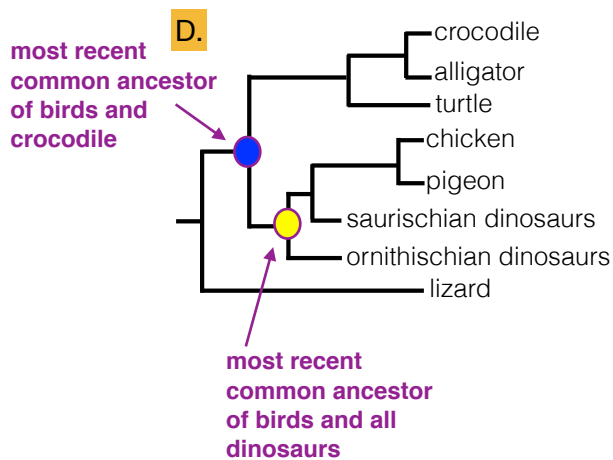 D.
most recent
common ancestor
of birds and
crocodile
crocodile
alligator
turtle
chicken
pigeon
saurischian dinosaurs
ornithischian dinosaurs
lizard
most recent
common ancestor
of birds and all
dinosaurs